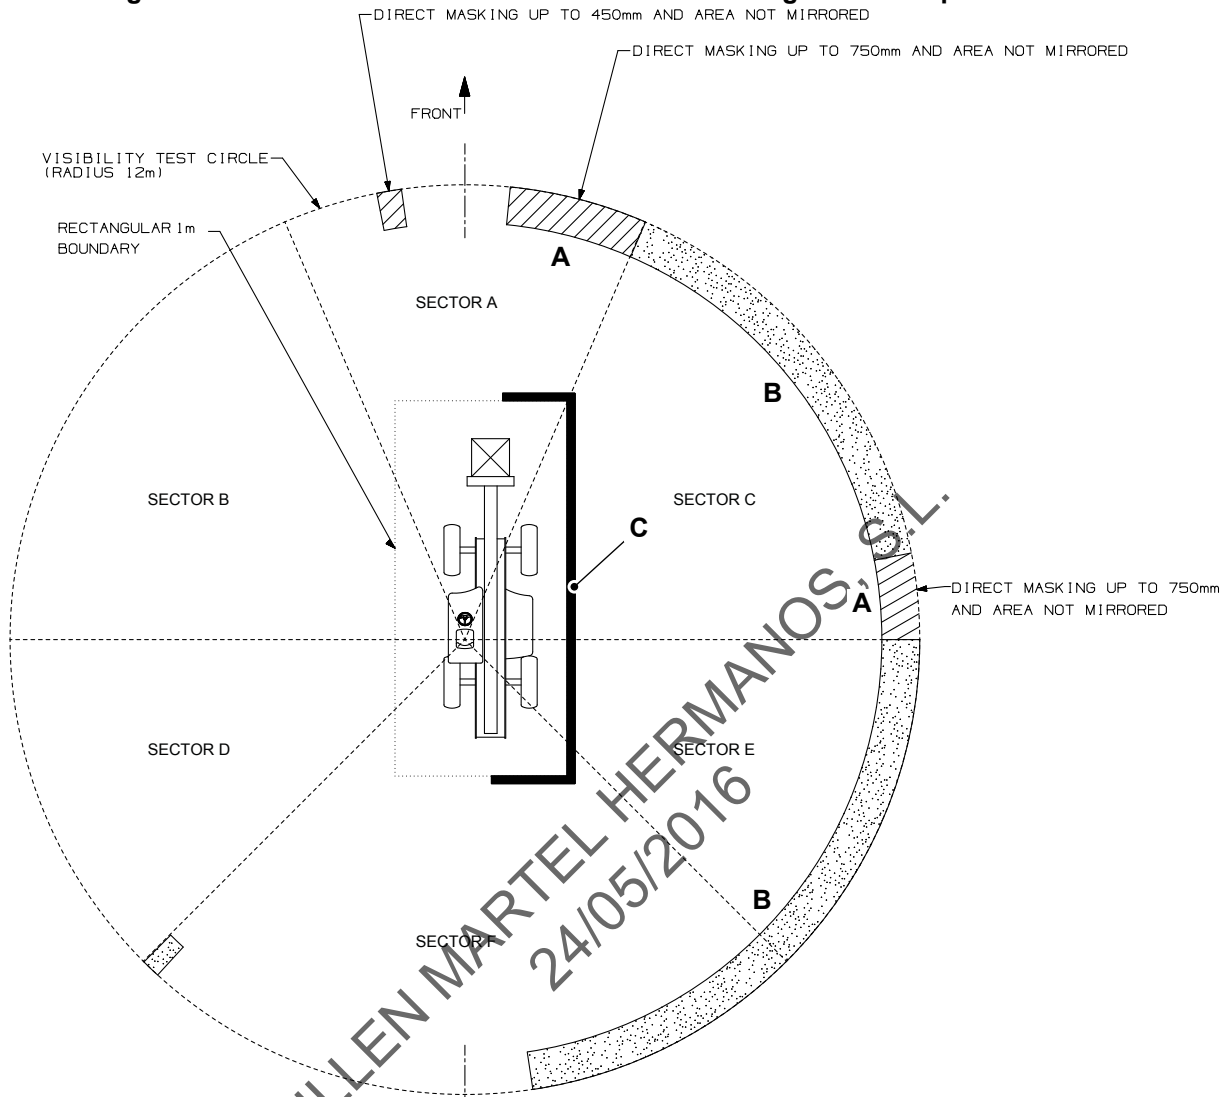 DIRECT MASKING UP TO 450mm AND AREA NOT MIRRORED
DIRECT MASKING UP TO 750mm AND AREA NOT MIRRORED
FRONT
VISIBILITY TEST CIRCLE
(RADIUS 12m)
RECTANGULAR 1m
BOUNDARY
A
SECTOR A
B
SECTOR B
SECTOR C
C
A
DIRECT MASKING UP TO 750mm
AND AREA NOT MIRRORED
SECTOR D
SECTOR E
B
SECTOR F
LLEN MARTEL HERMANOS, S.L.
24/05/2016